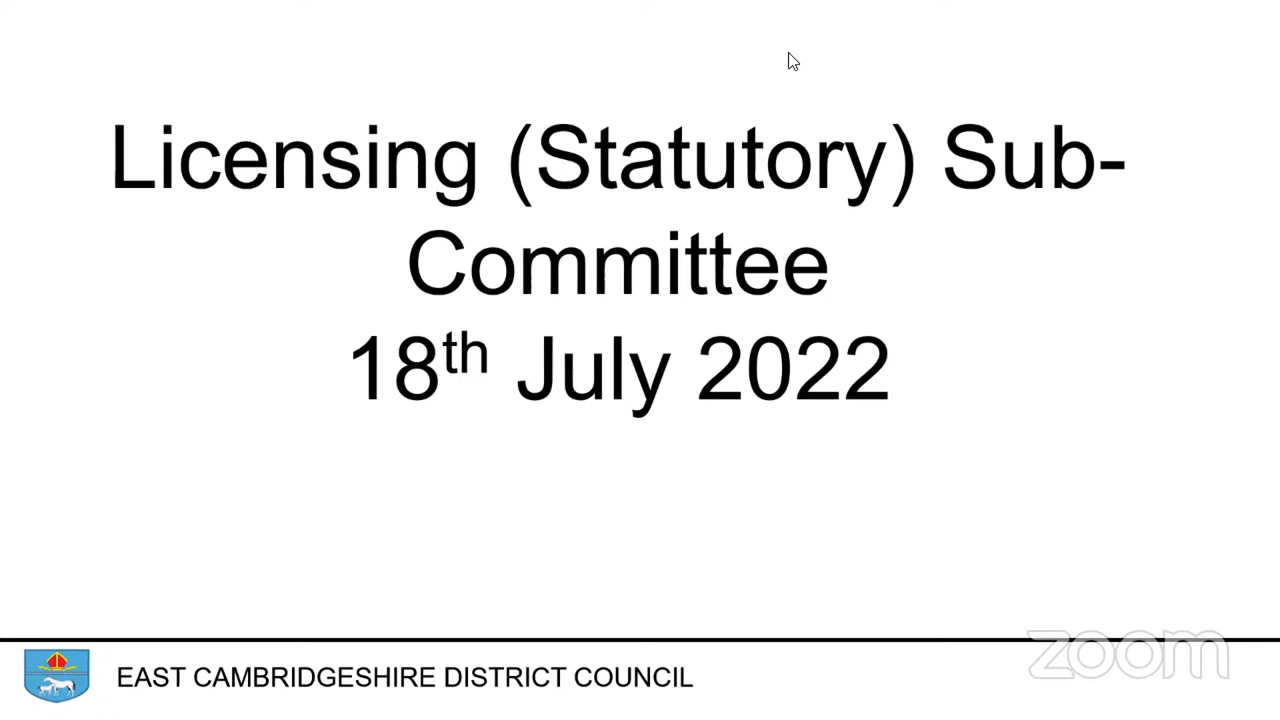 Licensing (Statutory) Sub-
Committee
18th July 2022
EAST CAMBRIDGESHIRE DISTRICT COUNCIL
zoom